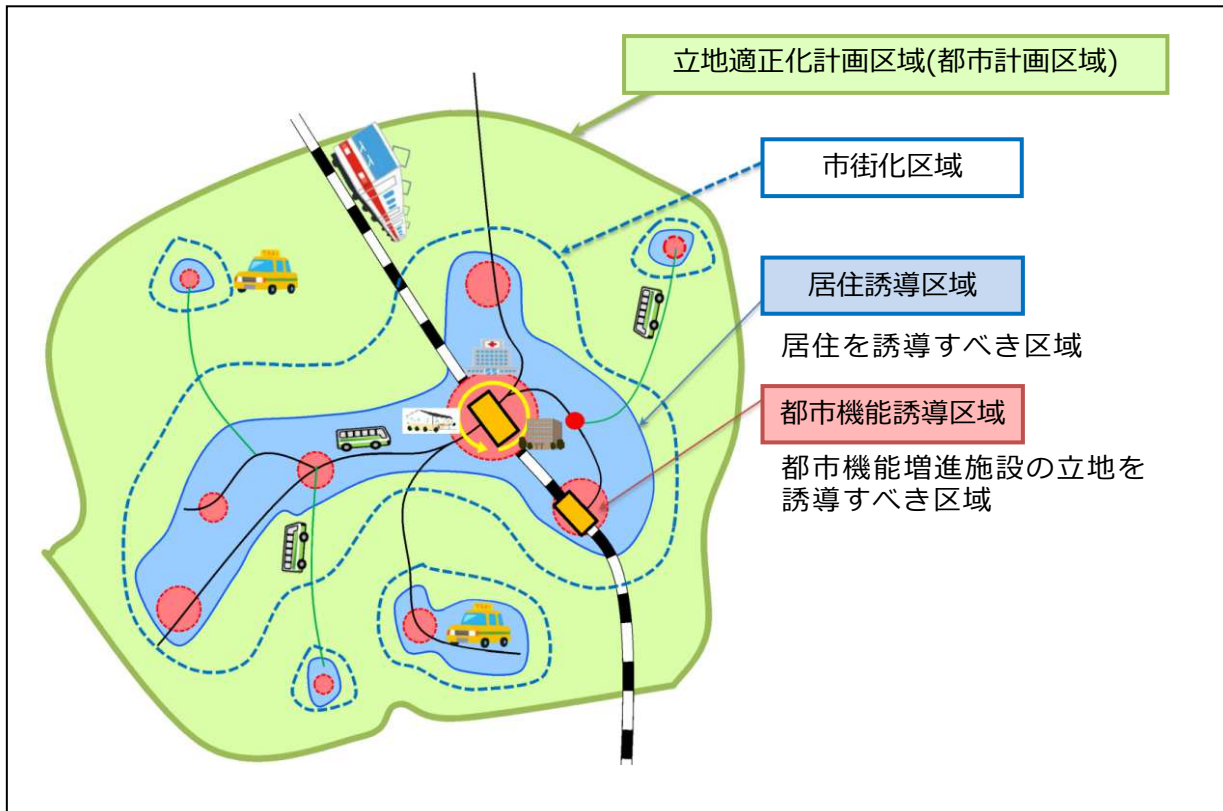 立地適正化計画区域(都市計画区域)
市街化区域
居住誘導区域
居住を誘導すべき区域
都市機能誘導区域
都市機能増進施設の立地を
誘導すべき区域